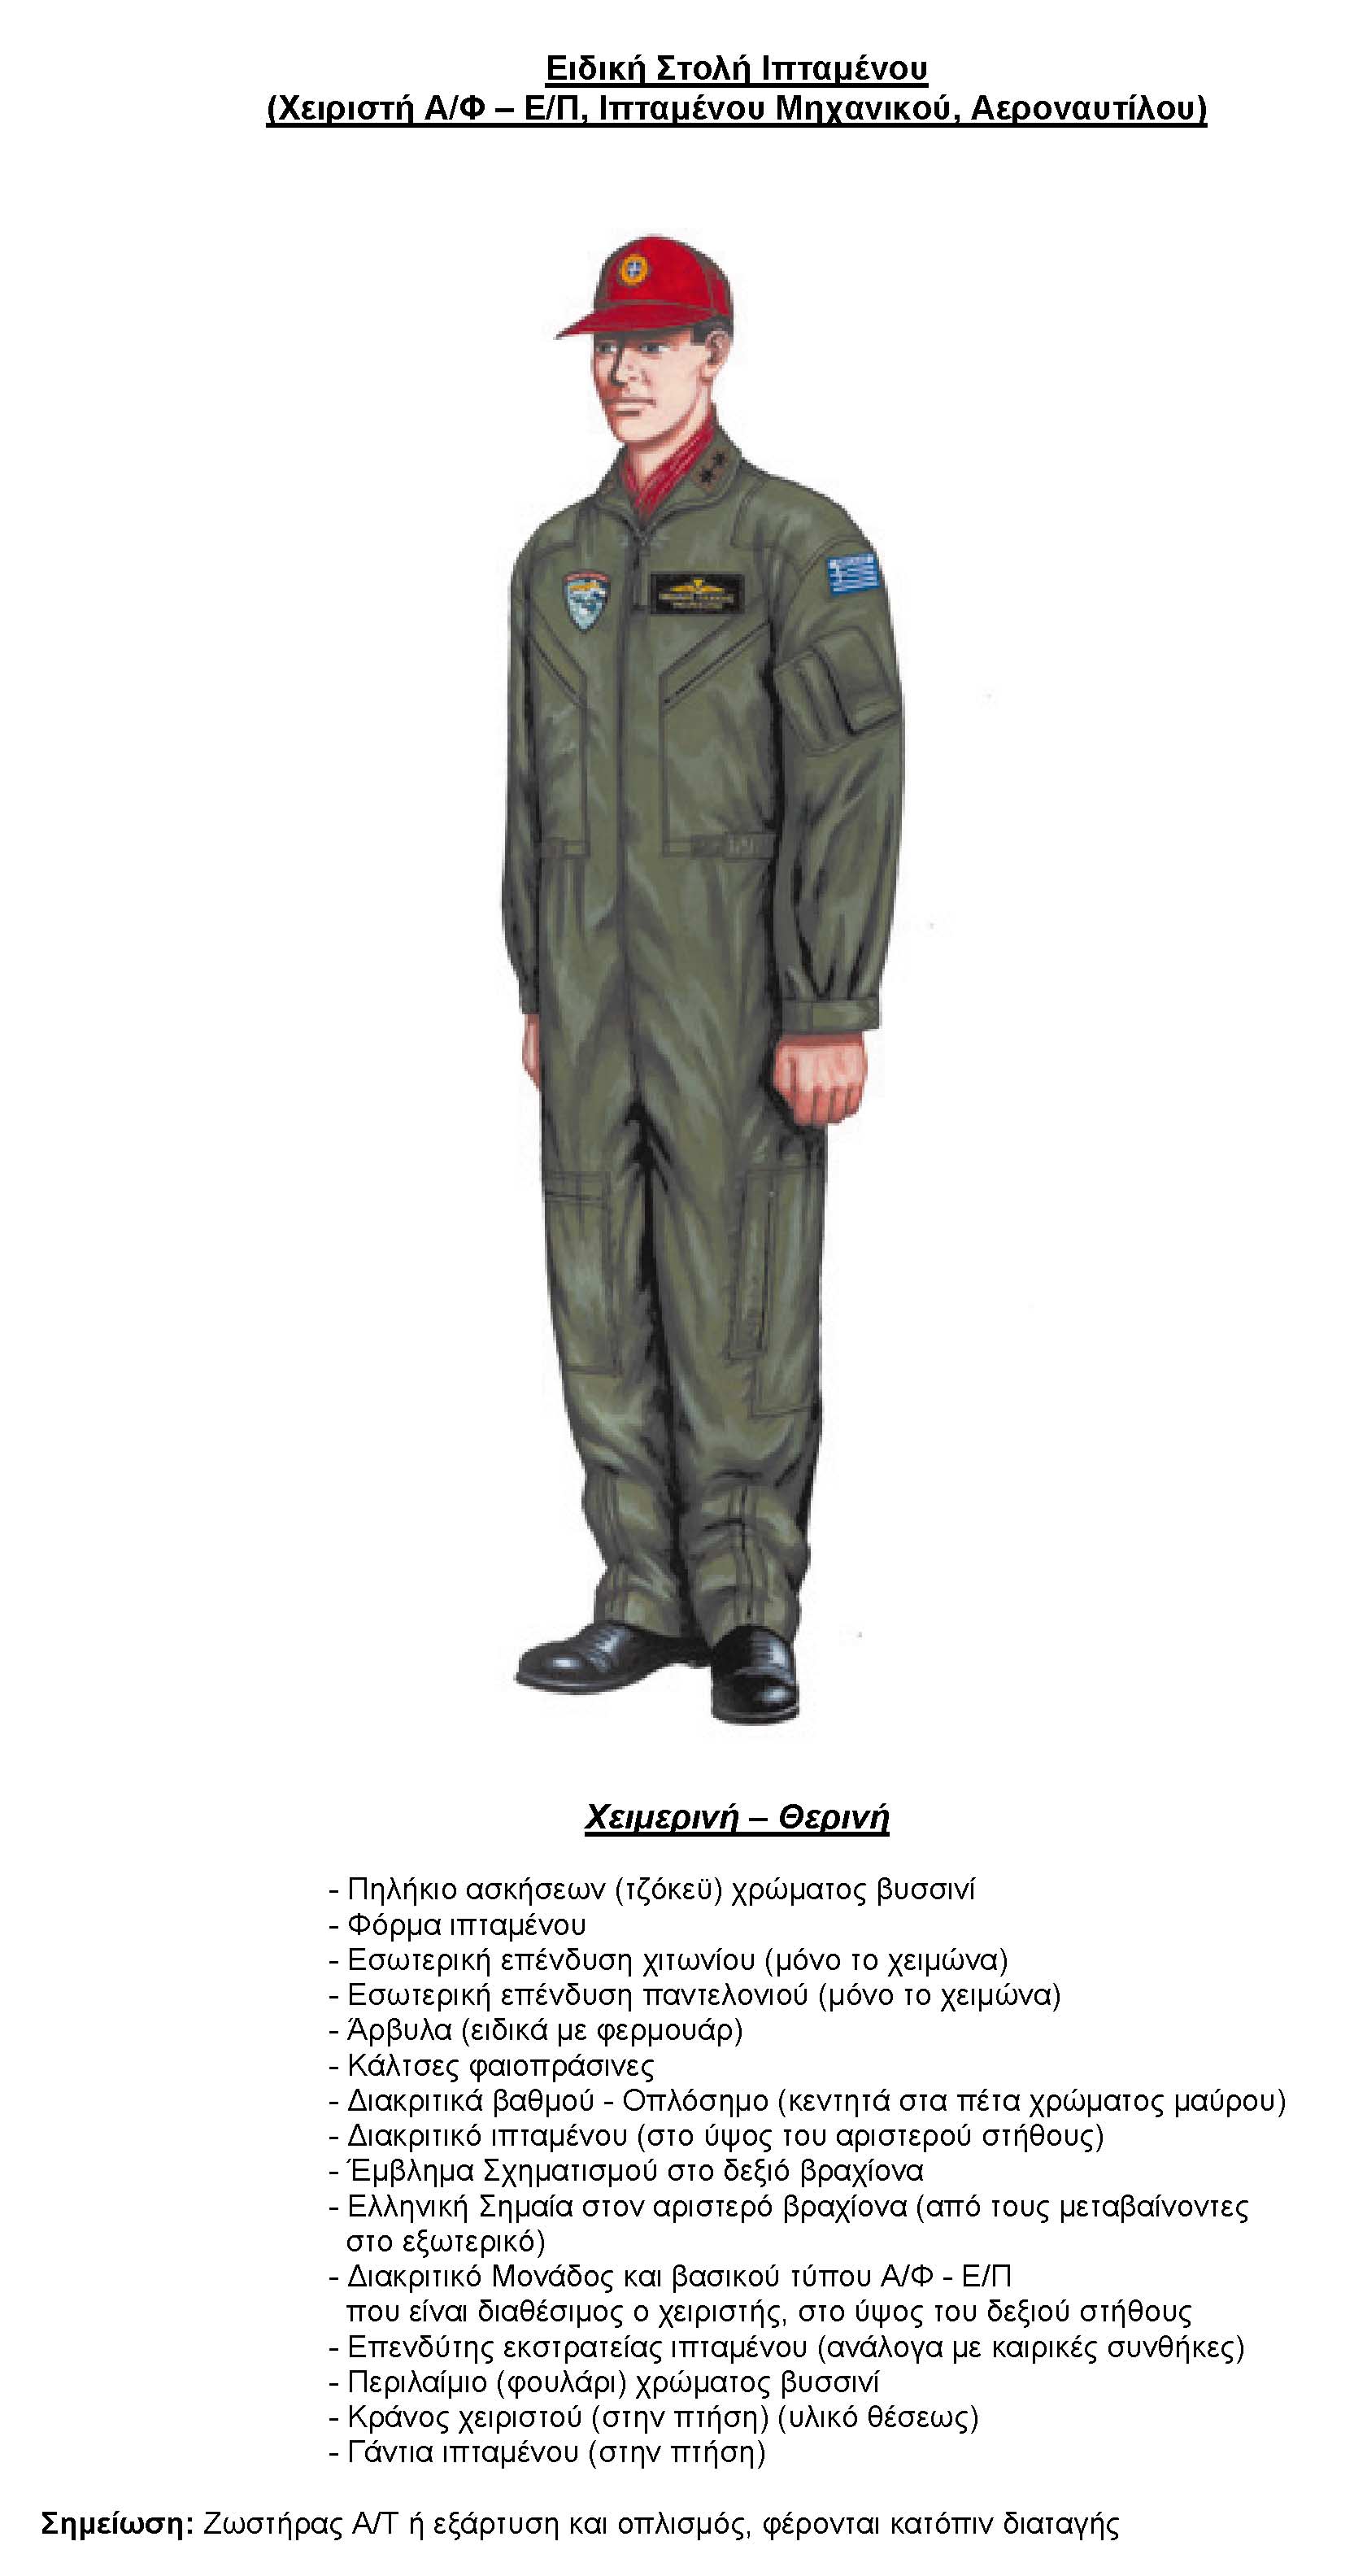 Ειδική Στολή Ιπταμένου
(Χειριστή Α/Φ – Ε/Π, Ιπταμένου Μηχανικού, Αεροναυτίλου)
Χειμερινή – Θερινή
- Πηλήκιο ασκήσεων (τζόκεϋ) χρώματος βυσσινί
- Φόρμα ιπταμένου
- Εσωτερική επένδυση χιτωνίου (μόνο το χειμώνα)
- Εσωτερική επένδυση παντελονιού (μόνο το χειμώνα)
- Άρβυλα (ειδικά με φερμουάρ)
- Κάλτσες φαιοπράσινες
- Διακριτικά βαθμού - Οπλόσημο (κεντητά στα πέτα χρώματος μαύρου)
- Διακριτικό ιπταμένου (στο ύψος του αριστερού στήθους)
- Έμβλημα Σχηματισμού στο δεξιό βραχίονα
- Ελληνική Σημαία στον αριστερό βραχίονα (από τους μεταβαίνοντες
στο εξωτερικό)
- Διακριτικό Μονάδος και βασικού τύπου Α/Φ - Ε/Π
που είναι διαθέσιμος ο χειριστής, στο ύψος του δεξιού στήθους
- Επενδύτης εκστρατείας ιπταμένου (ανάλογα με καιρικές συνθήκες)
- Περιλαίμιο (φουλάρι) χρώματος βυσσινί
- Κράνος χειριστού (στην πτήση) (υλικό θέσεως)
- Γάντια ιπταμένου (στην πτήση)
Σημείωση: Ζωστήρας Α/Τ ή εξάρτυση και οπλισμός, φέρονται κατόπιν διαταγής